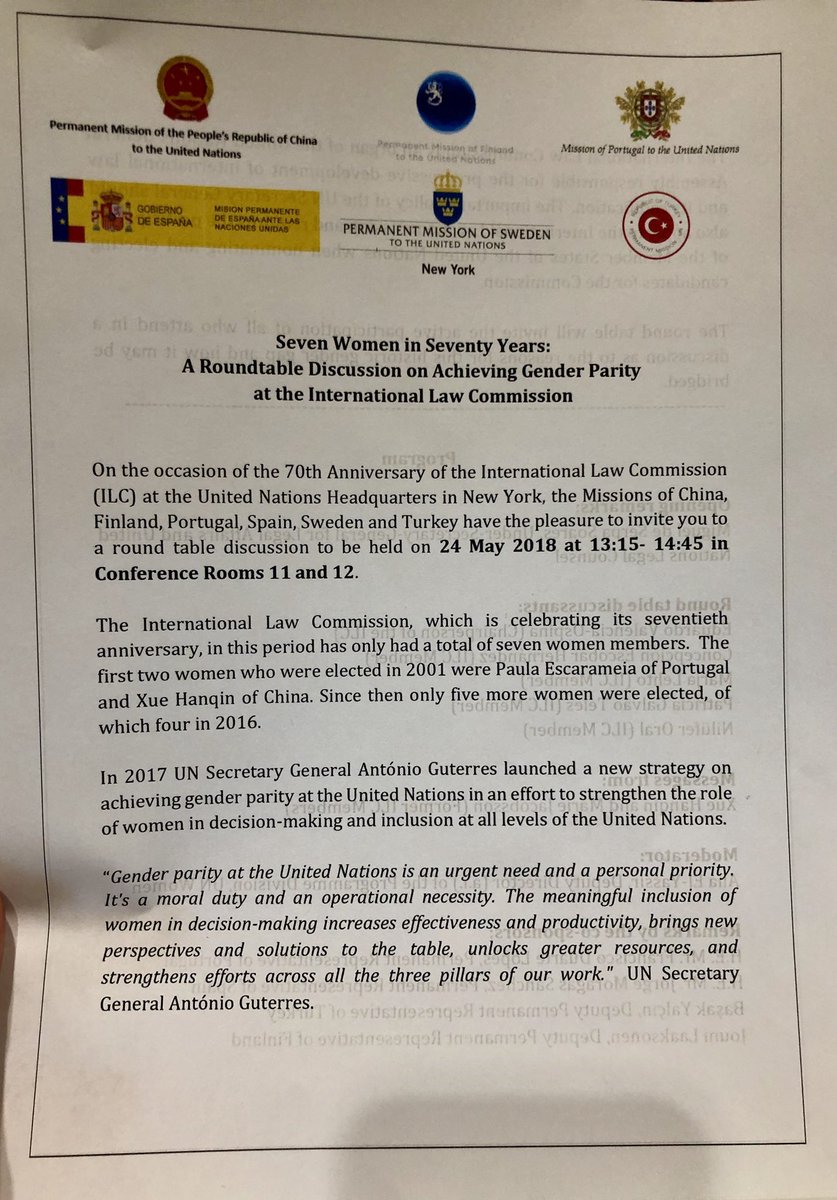 Permanent Mission of the People's Republic of China
to the United Nations
Permanent Mission of Finland
to the United Nations
Mission of Portugal to the United Nations
GOBIERNO
DE ESPAÑA
MISION PERMANENTE
DE ESPAÑA ANTE LAS
NACIONES UNIDAS
PERMANENT MISSION OF SWEDEN
TO THE UNITED NATIONS
New York
REPUBLIC OF TURKEY
PERMANENT MISSION
Seven Women in Seventy Years:
A Roundtable Discussion on Achieving Gender Parity
at the International Law Commission
On the occasion of the 70th Anniversary of the International Law Commission
(ILC) at the United Nations Headquarters in New York, the Missions of China,
Finland, Portugal, Spain, Sweden and Turkey have the pleasure to invite you to
a round table discussion to be held on 24 May 2018 at 13:15- 14:45 in
Conference Rooms 11 and 12.
The International Law Commission, which is celebrating its seventieth
anniversary, in this period has only had a total of seven women members. The
first two women who were elected in 2001 were Paula Escarameia of Portugal
and Xue Hanqin of China. Since then only five more women were elected, of
which four in 2016.
In 2017 UN Secretary General António Guterres launched a new strategy on
achieving gender parity at the United Nations in an effort to strengthen the role
of women in decision-making and inclusion at all levels of the United Nations.
"Gender parity at the United Nations is an urgent need and a personal priority.
It's a moral duty and an operational necessity. The meaningful inclusion of
women in decision-making increases effectiveness and productivity, brings new
perspectives and solutions to the table, unlocks greater resources, and
strengthens efforts across all the three pillars of our work." UN Secretary
General António Guterres.